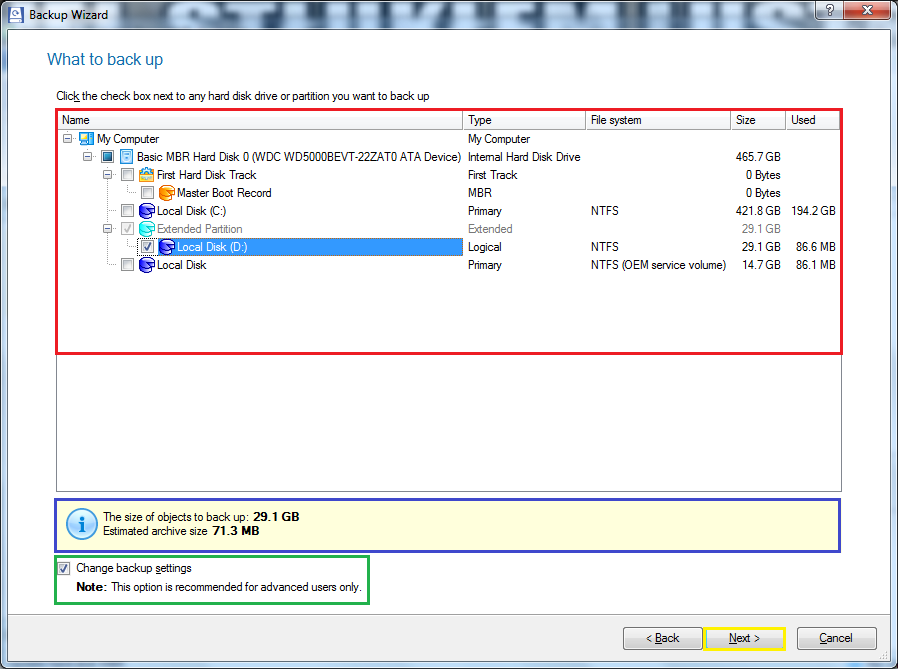 Backup Wizard
What to back up
Click the check box next to any hard disk drive or partition you want to back up
Name Type File system Size Used
My Computer My Computer
Basic MBR Hard Disk 0 (WDC WD5000BEVT-22ZAT0 ATA Device) Internal Hard Disk Drive 465.7 GB
First Hard Disk Track First Track 0 Bytes
Master Boot Record MBR 0 Bytes
Local Disk (C:) Primary NTFS 421.8 GB 194.2 GB
Extended Partition Extended 29.1 GB
Local Disk (D:) Logical NTFS 29.1 GB 86.6 MB
Local Disk Primary NTFS (OEM service volume) 14.7 GB 86.1 MB
The size of objects to back up: 29.1 GB
Estimated archive size 71.3 MB
Change backup settings
Note: This option is recommended for advanced users only.
< Back Next > Cancel